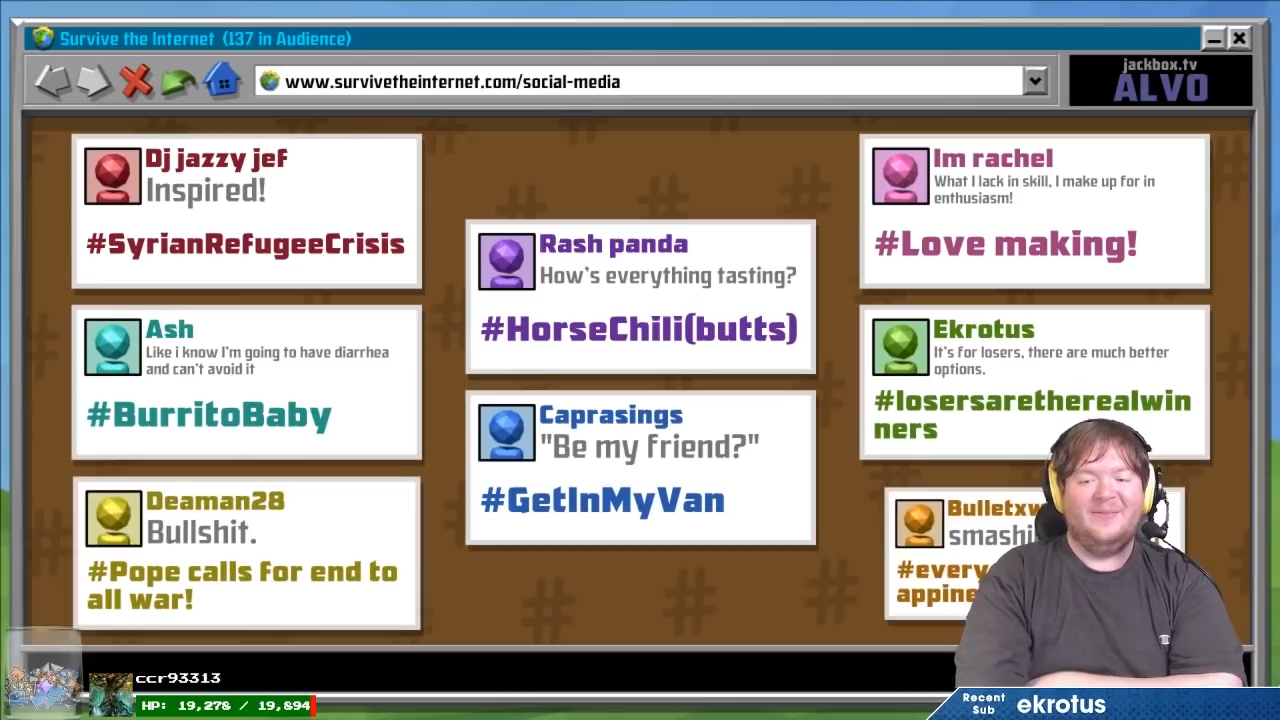 Survive the Internet (137 in Audience)
www.survivetheinternet.com/social-media
jackbox.tv
ALVO
Dj jazzy jef
Inspired!
#SyrianRefugeeCrisis
Ash
Like i know I'm going to have diarrhea
and can't avoid it
#BurritoBaby
Deaman28
Bullshit.
#Pope calls for end to
all war!
Rash panda
How's everything tasting?
#HorseChili(butts)
Caprasings
"Be my friend?"
#GetInMyVan
Im rachel
What I lack in skill, I make up for in
enthusiasm!
#Love making!
Ekrotus
It's for losers, there are much better
options.
#losersaretherealwin
ners
ccr93313
HP: 19,278 / 19,894
Recent
Sub
ekrotus